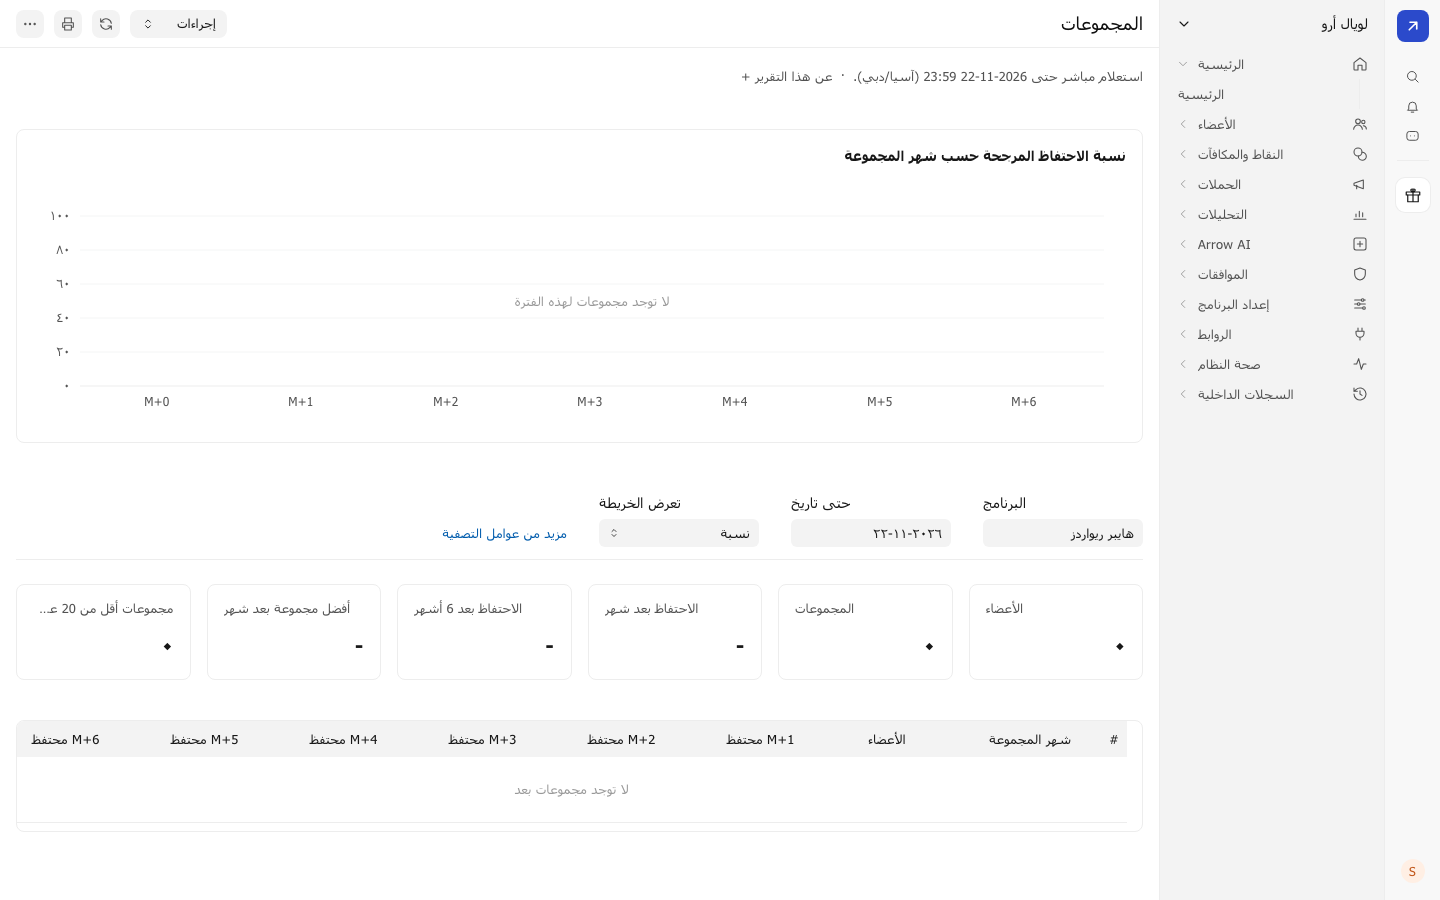 لويال أرو
الرئيسية
الرئيسية
الأعضاء
النقاط والمكافآت
الحملات
التحليلات
Arrow AI
الموافقات
إعداد البرنامج
الروابط
صحة النظام
السجلات الداخلية
S
المجموعات
إجراءات
استعلام مباشر حتى 2026-11-22 23:59 (آسيا/دبي). · عن هذا التقرير +
نسبة الاحتفاظ المرجحة حسب شهر المجموعة
١٠٠
٨٠
٦٠
٤٠
٢٠
٠
لا توجد مجموعات لهذه الفترة
M+0 M+1 M+2 M+3 M+4 M+5 M+6
البرنامج
هايبر ريواردز
حتى تاريخ
٢٠٢٦-١١-٢٢
تعرض الخريطة
نسبة
مزيد من عوامل التصفية
الأعضاء
٠
المجموعات
٠
الاحتفاظ بعد شهر
-
الاحتفاظ بعد 6 أشهر
-
أفضل مجموعة بعد شهر
-
مجموعات أقل من 20 عـ...
٠
# شهر المجموعة الأعضاء M+1 محتفظ M+2 محتفظ M+3 محتفظ M+4 محتفظ M+5 محتفظ M+6 محتفظ
لا توجد مجموعات بعد